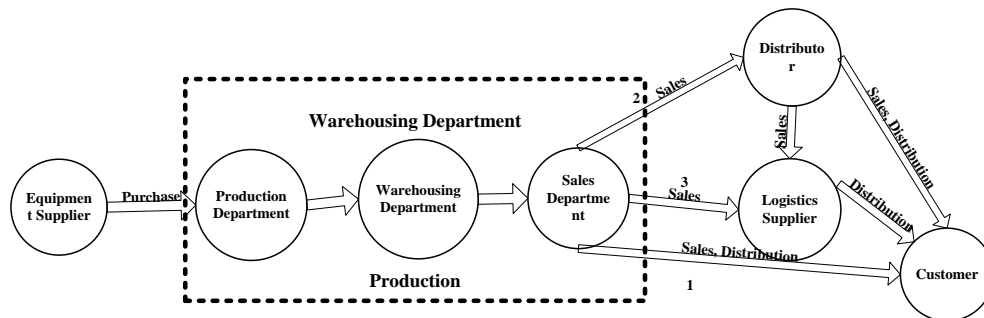 Distributo
r
Sales
2
Sales, Distribution
Warehousing Department
Sales
Equipmen
t Supplier
Purchase
Production
Department
Warehousing
Department
Sales
Departme
nt
3
Sales
Logistics
Supplier
Distribution
Sales, Distribution
Production
1
Customer